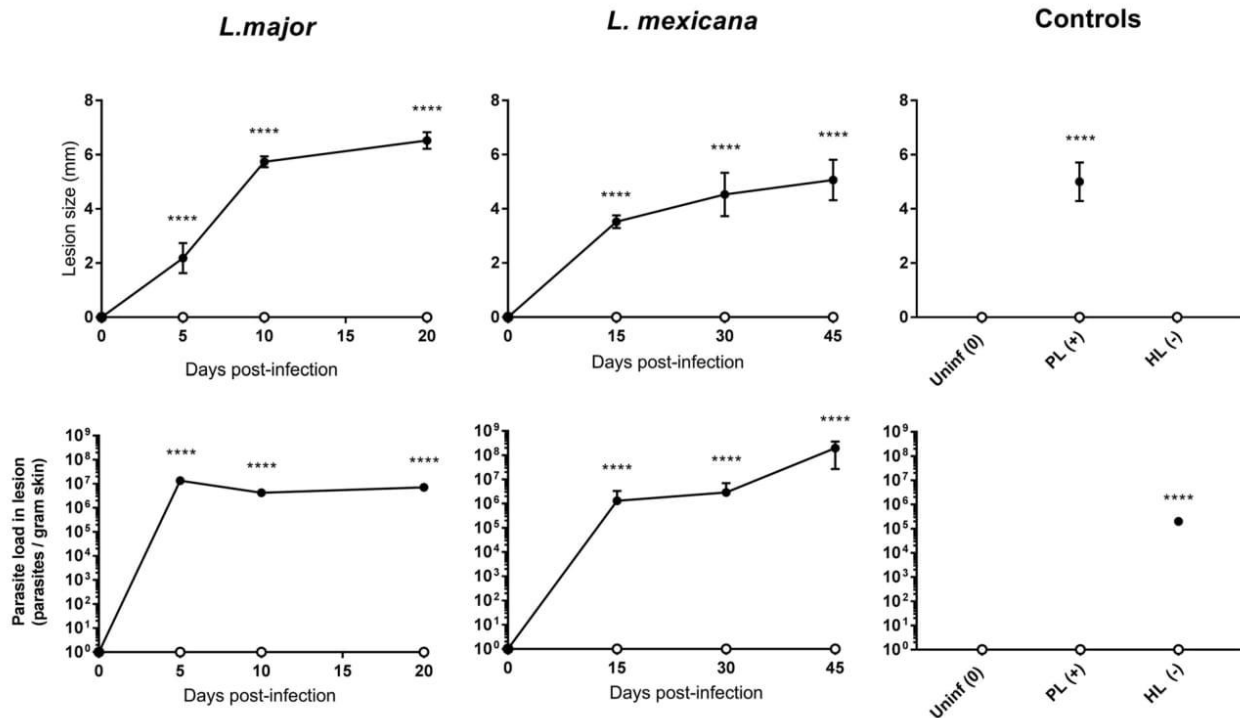 L.major
L. mexicana
Controls
8
6
4
2
0
Lesion size (mm)
****
****
****
0 5 10 15 20
Days post-infection
8
6
4
2
0
****
****
****
0 15 30 45
Days post-infection
8
6
4
2
0
****
Uninf (0)
PL (+)
HL (-)
Parasite load in lesion
(parasites / gram skin)
10⁹
10⁸
10⁷
10⁶
10⁵
10⁴
10³
10²
10¹
10⁰
****
****
****
0 5 10 15 20
Days post-infection
10⁹
10⁸
10⁷
10⁶
10⁵
10⁴
10³
10²
10¹
10⁰
****
****
****
0 15 30 45
Days post-infection
10⁹
10⁸
10⁷
10⁶
10⁵
10⁴
10³
10²
10¹
10⁰
****
Uninf (0)
PL (+)
HL (-)